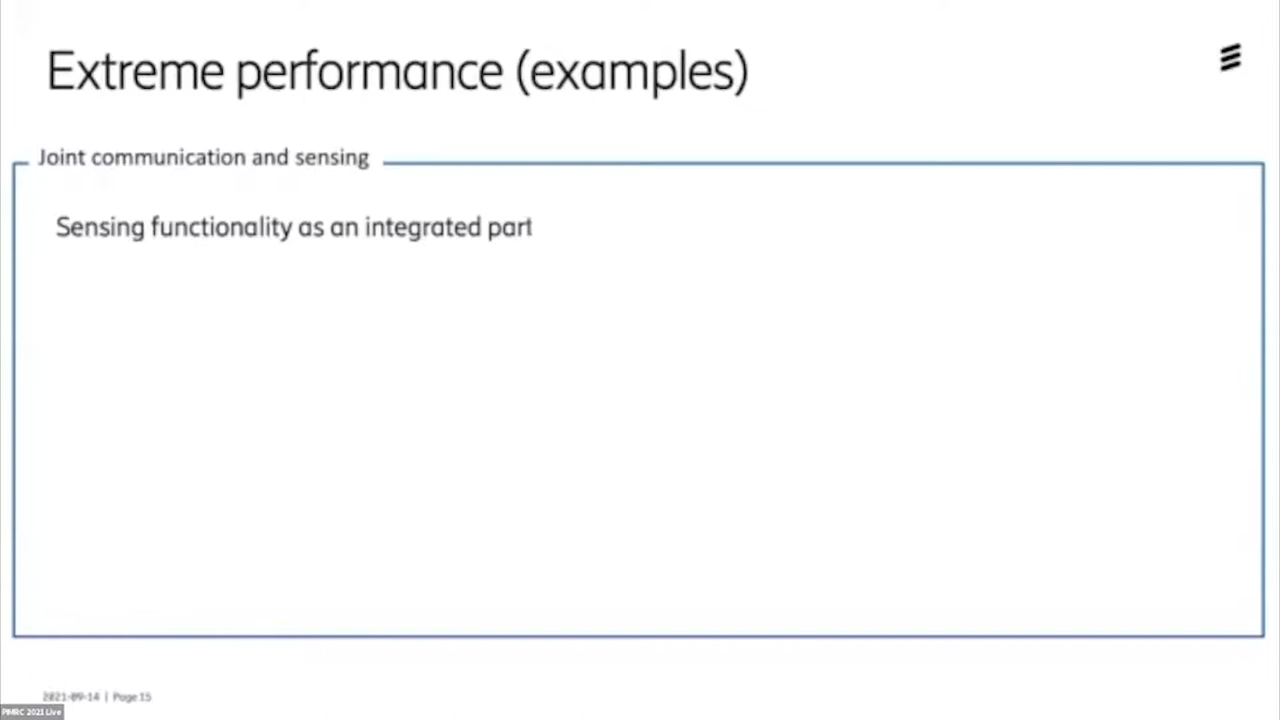 Extreme performance (examples)
Joint communication and sensing
Sensing functionality as an integrated part
2021-09-14 | Page 15
PIMRC 2021 Live